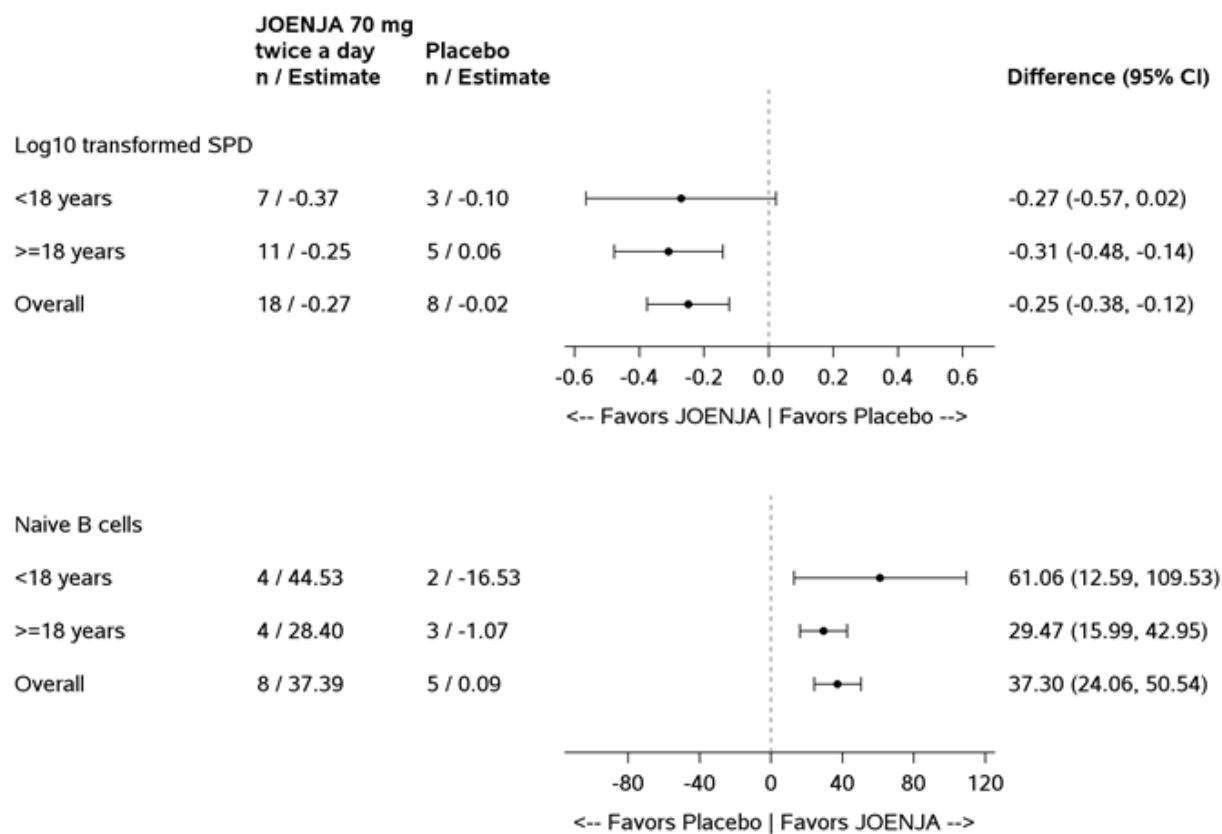 JOENJA 70 mg
twice a day Placebo
n / Estimate n / Estimate Difference (95% CI)
Log10 transformed SPD
<18 years 7 / -0.37 3 / -0.10 -0.27 (-0.57, 0.02)
>=18 years 11 / -0.25 5 / 0.06 -0.31 (-0.48, -0.14)
Overall 18 / -0.27 8 / -0.02 -0.25 (-0.38, -0.12)
-0.6 -0.4 -0.2 0.0 0.2 0.4 0.6
<-- Favors JOENJA | Favors Placebo -->
Naive B cells
<18 years 4 / 44.53 2 / -16.53 61.06 (12.59, 109.53)
>=18 years 4 / 28.40 3 / -1.07 29.47 (15.99, 42.95)
Overall 8 / 37.39 5 / 0.09 37.30 (24.06, 50.54)
-80 -40 0 40 80 120
<-- Favors Placebo | Favors JOENJA -->